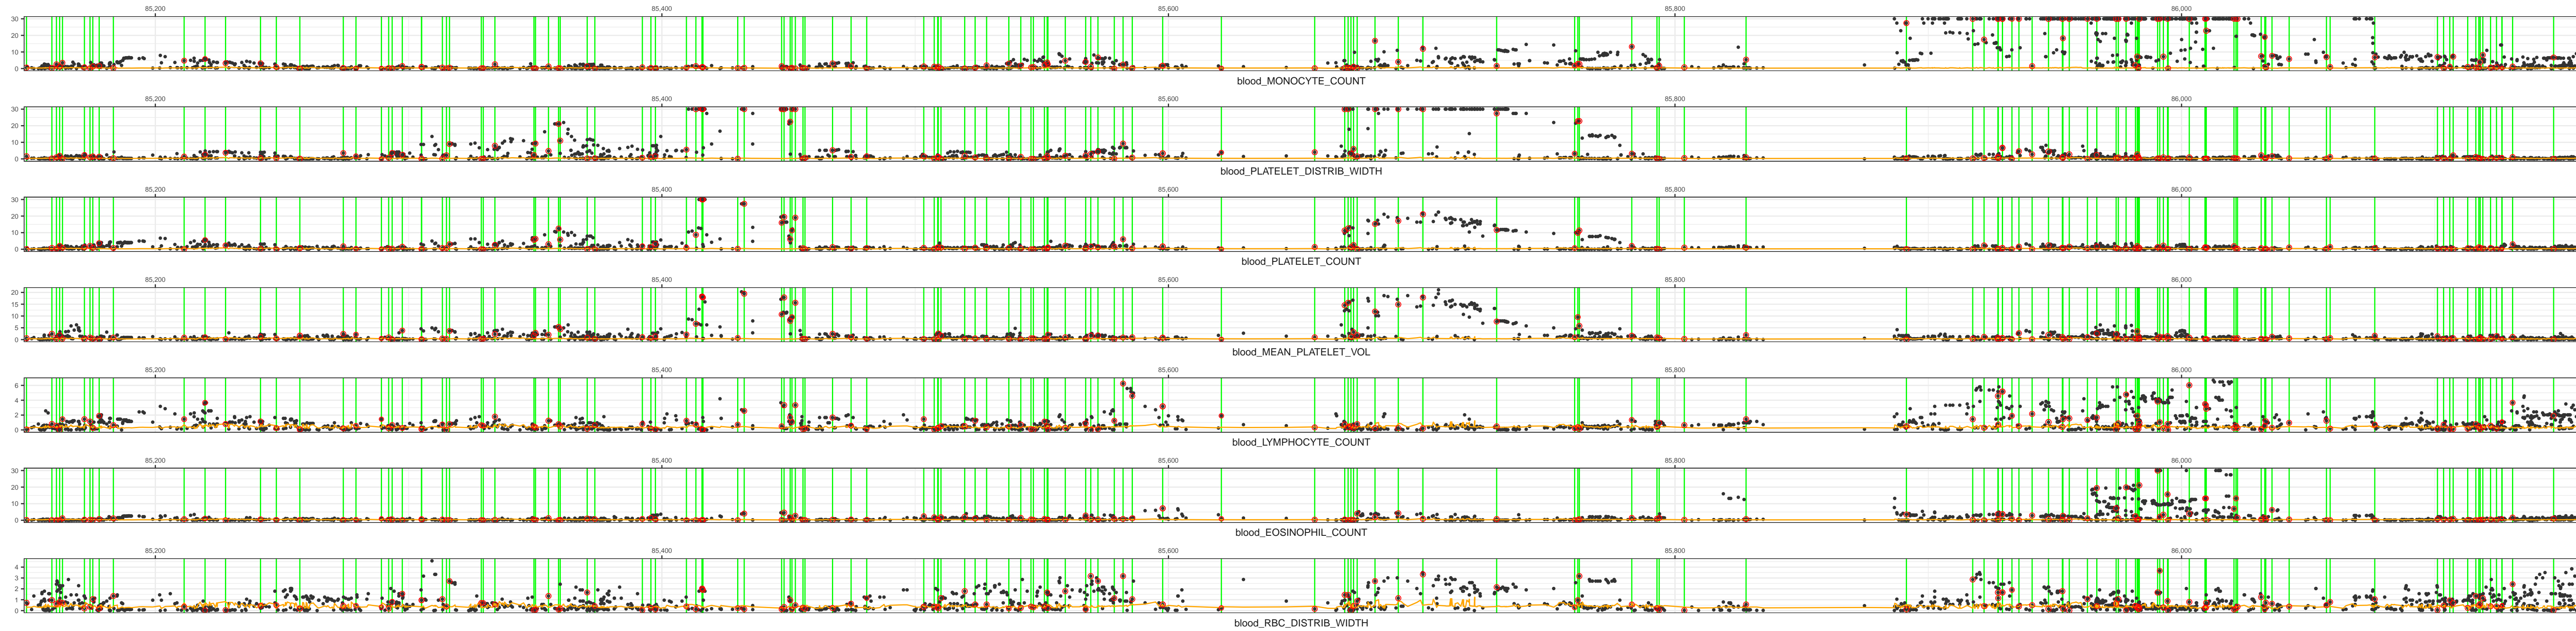 85,200 85,400 85,600 85,800 86,000
30
20
10
0
blood_MONOCYTE_COUNT
85,200 85,400 85,600 85,800 86,000
30
20
10
0
blood_PLATELET_DISTRIB_WIDTH
85,200 85,400 85,600 85,800 86,000
30
20
10
0
blood_PLATELET_COUNT
85,200 85,400 85,600 85,800 86,000
20
15
10
5
0
blood_MEAN_PLATELET_VOL
85,200 85,400 85,600 85,800 86,000
6
4
2
0
blood_LYMPHOCYTE_COUNT
85,200 85,400 85,600 85,800 86,000
30
20
10
0
blood_EOSINOPHIL_COUNT
85,200 85,400 85,600 85,800 86,000
4
3
2
1
0
blood_RBC_DISTRIB_WIDTH